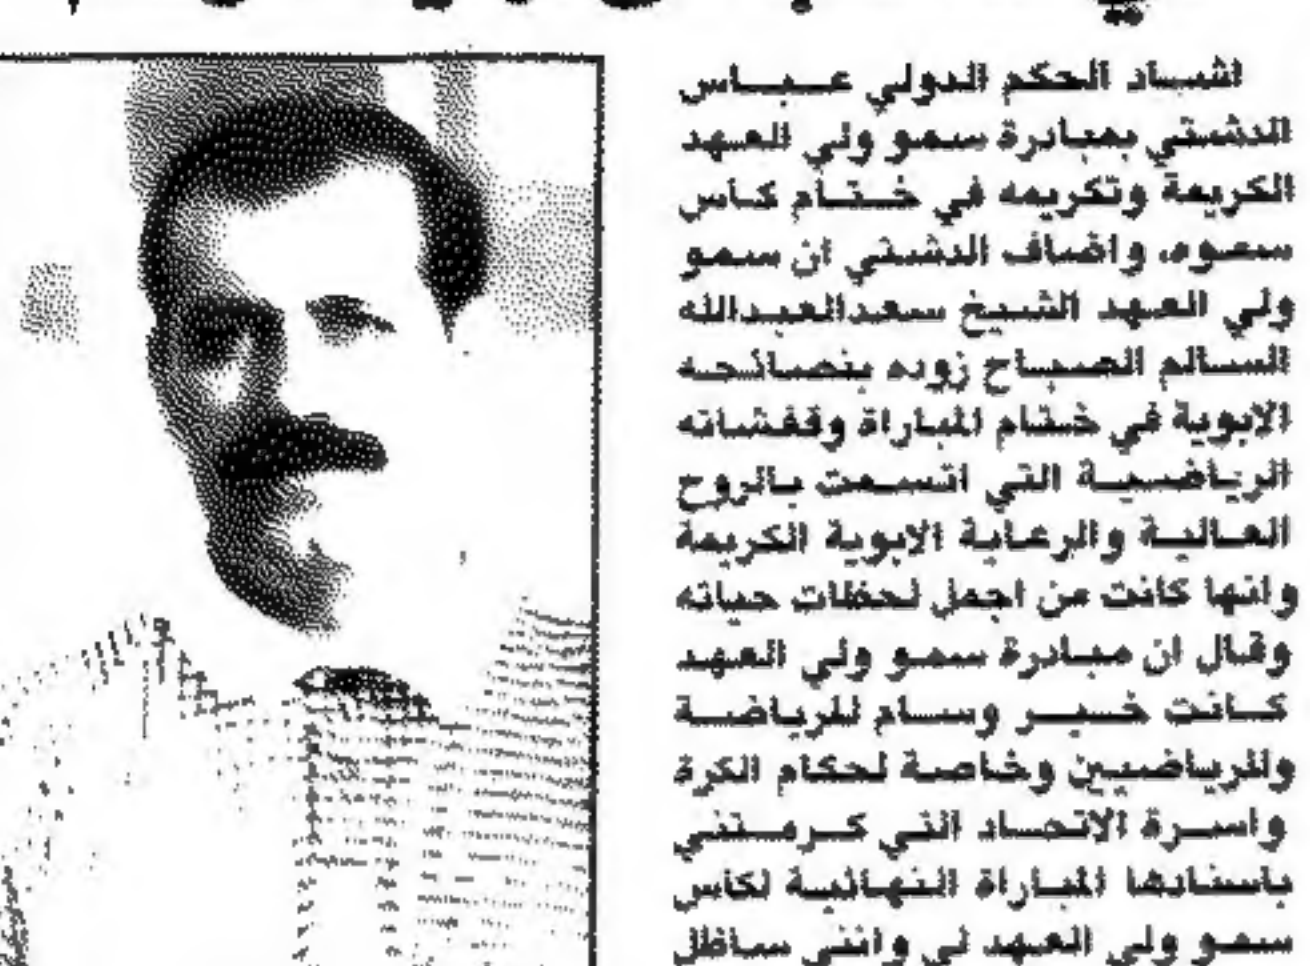 اشاد الحكم الدولي عباس
الدشتي بمبادرة سمو ولي العهد
الكريمة وتكريمه في ختام كأس
سموه، واضاف الدشتي ان سمو
ولي العهد الشيخ سعدالعبدالله
السالم الصباح زوده بنصائحه
الابوية في ختام المباراة وقفشاته
الرياضية التي اتسمت بالروح
العالية والرعاية الابوية الكريمة
وانها كانت من اجمل لحظات حياته
وقال ان مبادرة سمو ولي العهد
كانت خير وسام للرياضة
وللرياضيين وخاصة لحكام الكرة
واسرة الاتحاد التي كرمتني
باسنادها المباراة النهائية لكأس
سمو ولي العهد لي وانني سأظل